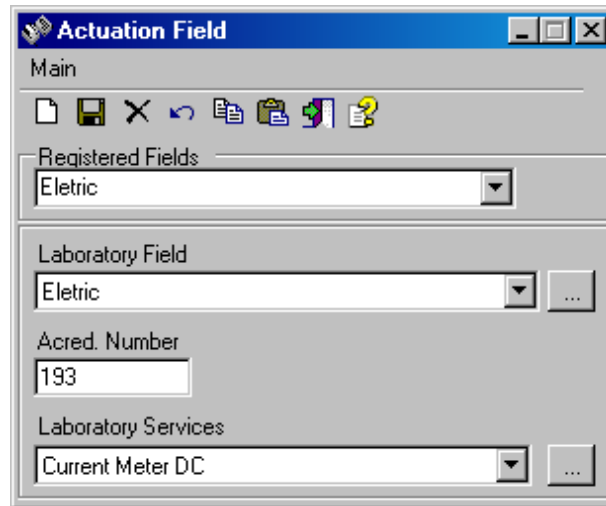 Actuation Field
Main
Registered Fields
Eletric
Laboratory Field
Eletric
...
Acred. Number
193
Laboratory Services
Current Meter DC
...